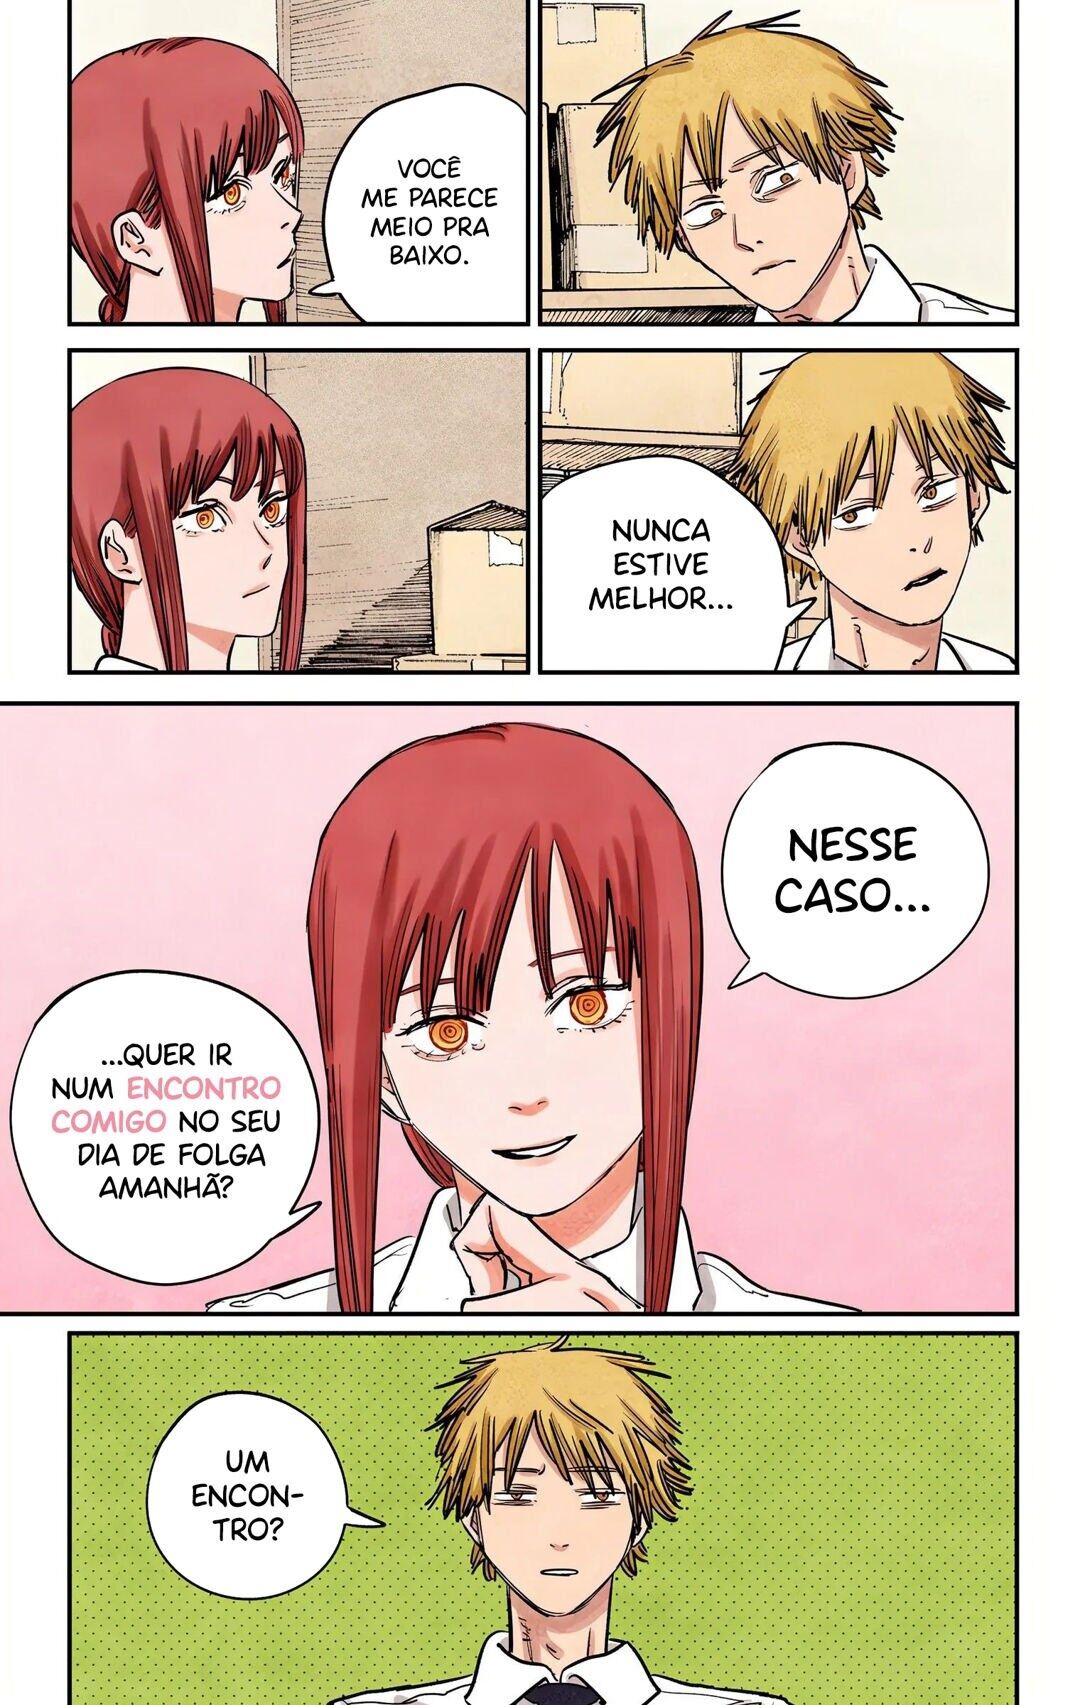 VOCÊ
ME PARECE
MEIO PRA
BAIXO.
NUNCA
ESTIVE
MELHOR...
NESSE
CASO...
...QUER IR
NUM ENCONTRO
COMIGO NO SEU
DIA DE FOLGA
AMANHÃ?
UM
ENCON-
TRO?